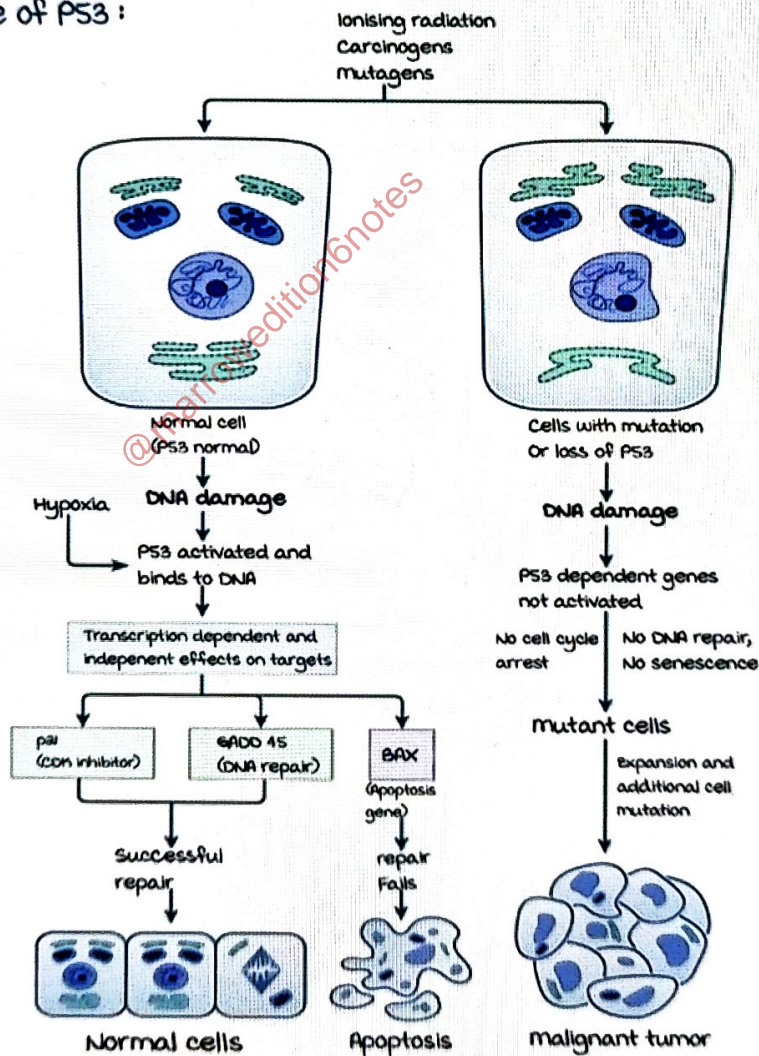 e of P53 :
Ionising radiation
Carcinogens
mutagens
@marrowedition6notes
Normal cell
(P53 normal)
DNA damage
Hypoxia
P53 activated and
binds to DNA
Transcription dependent and
indepenent effects on targets
p21
(CDK inhibitor)
GADD 45
(DNA repair)
BAX
(Apoptosis
gene)
Successful
repair
repair
Fails
Normal cells
Apoptosis
Cells with mutation
Or loss of P53
DNA damage
P53 dependent genes
not activated
No cell cycle
arrest
No DNA repair,
No senescence
mutant cells
Expansion and
additional cell
mutation
malignant tumor